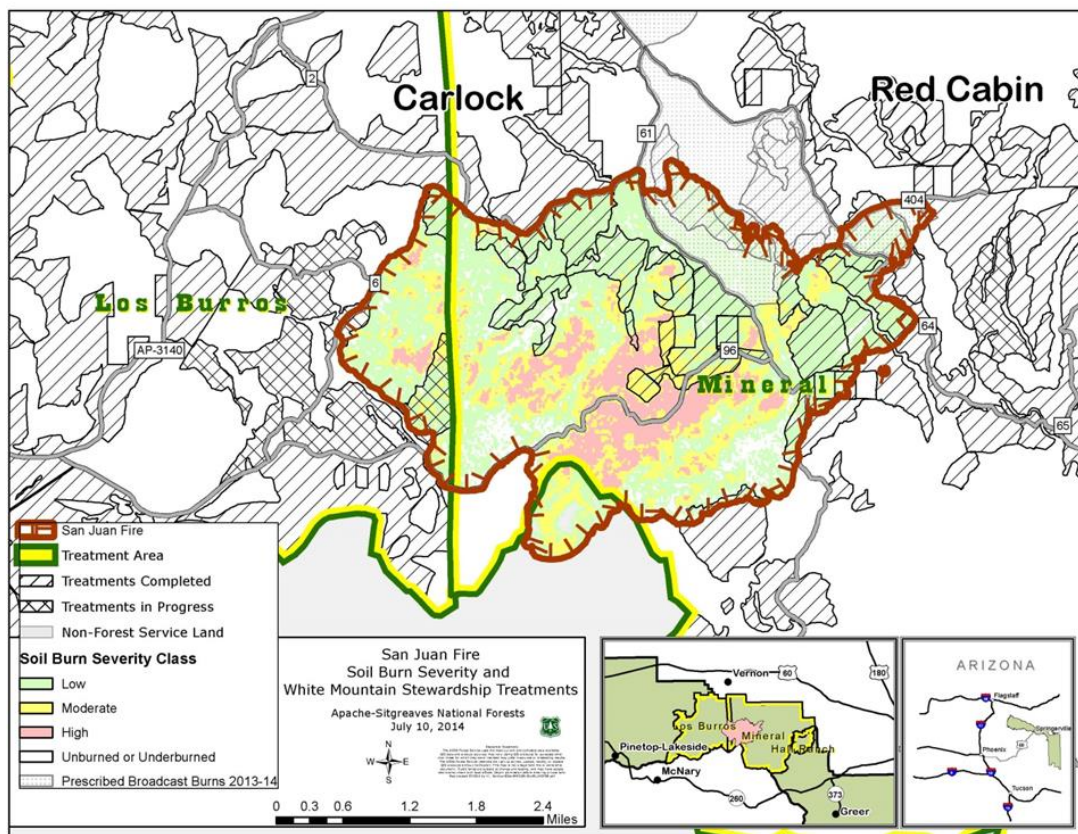 Carlock
Red Cabin
2
61
404
6
Los Burros
64
AP-3140
96
Mineral
65
San Juan Fire
Treatment Area
Treatments Completed
Treatments in Progress
Non-Forest Service Land
Soil Burn Severity Class
Low
Moderate
High
Unburned or Underburned
Prescribed Broadcast Burns 2013-14
San Juan Fire
Soil Burn Severity and
White Mountain Stewardship Treatments
Apache-Sitgreaves National Forests
July 10, 2014
N
W E
S
0 0.3 0.6 1.2 1.8 2.4
Miles
Vernon
60
180
Los Burros
Mineral
Hall Ranch
Pinetop-Lakeside
McNary
260
373
Greer
ARIZONA
Flagstaff
Springerville
Phoenix
Tucson